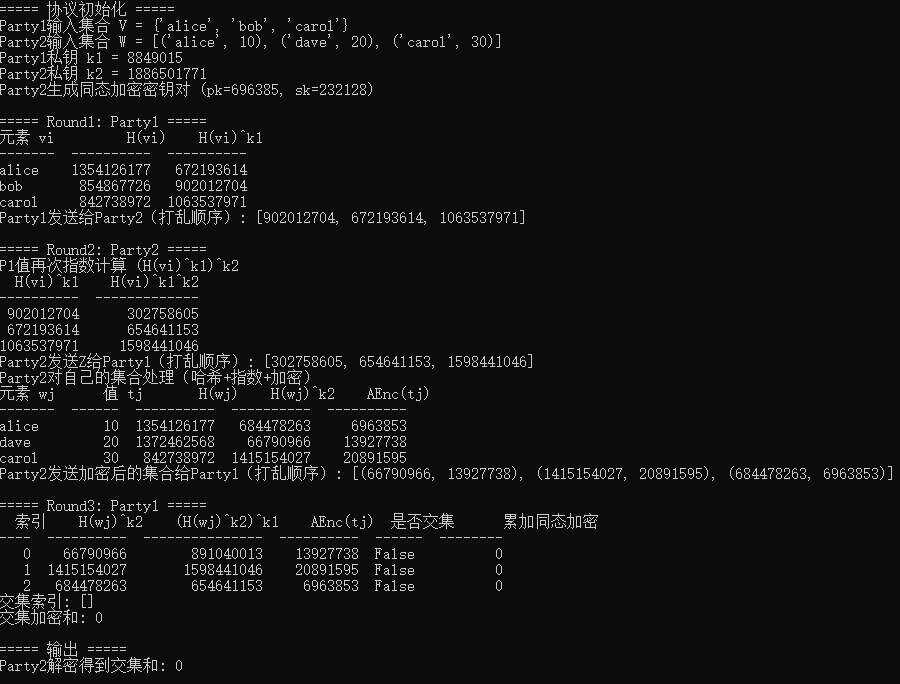 ===== 协议初始化 =====
Party1输入集合 V = {'alice', 'bob', 'carol'}
Party2输入集合 W = [('alice', 10), ('dave', 20), ('carol', 30)]
Party1私钥 k1 = 8849015
Party2私钥 k2 = 1886501771
Party2生成同态加密密钥对 (pk=696385, sk=232128)
===== Round1: Party1 =====
元素 vi         H(vi)    H(vi)^k1
-------  ----------  ----------
alice    1354126177   672193614
bob       854867726   902012704
carol     842738972  1063537971
Party1发送给Party2（打乱顺序）: [902012704, 672193614, 1063537971]
===== Round2: Party2 =====
P1值再次指数计算 (H(vi)^k1)^k2
  H(vi)^k1    H(vi)^k1^k2
----------  -------------
 902012704      302758605
 672193614      654641153
1063537971     1598441046
Party2发送Z给Party1（打乱顺序）: [302758605, 654641153, 1598441046]
Party2对自己的集合处理（哈希+指数+加密）
元素 wj      值 tj       H(wj)    H(wj)^k2    AEnc(tj)
-------  ------  ----------  ----------  ----------
alice        10  1354126177   684478263     6963853
dave         20  1372462568    66790966    13927738
carol        30   842738972  1415154027    20891595
Party2发送加密后的集合给Party1（打乱顺序）: [(66790966, 13927738), (1415154027, 20891595), (684478263, 6963853)]
===== Round3: Party1 =====
  索引    H(wj)^k2    (H(wj)^k2)^k1    AEnc(tj)  是否交集      累加同态加密
----  ----------  ---------------  ----------  ------  --------
   0    66790966        891040013    13927738  False          0
   1  1415154027       1598441046    20891595  False          0
   2   684478263        654641153     6963853  False          0
交集索引: []
交集加密和: 0
===== 输出 =====
Party2解密得到交集和: 0